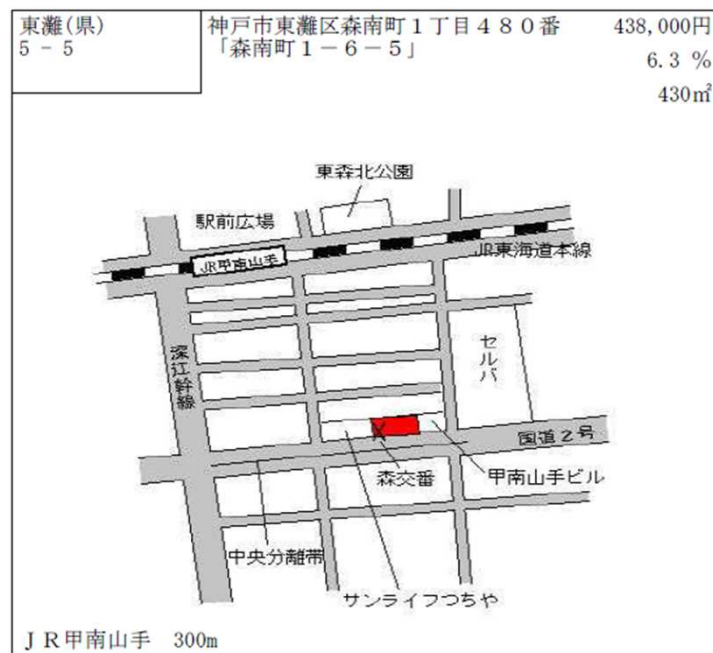 東灘(県)
5－5
神戸市東灘区森南町１丁目４８０番
「森南町１－６－５」
438,000円
6.3 %
430㎡
東森北公園
駅前広場
JR甲南山手
JR東海道本線
深江幹線
セルバ
国道２号
森交番
甲南山手ビル
中央分離帯
サンライフつちや
ＪＲ甲南山手　300m